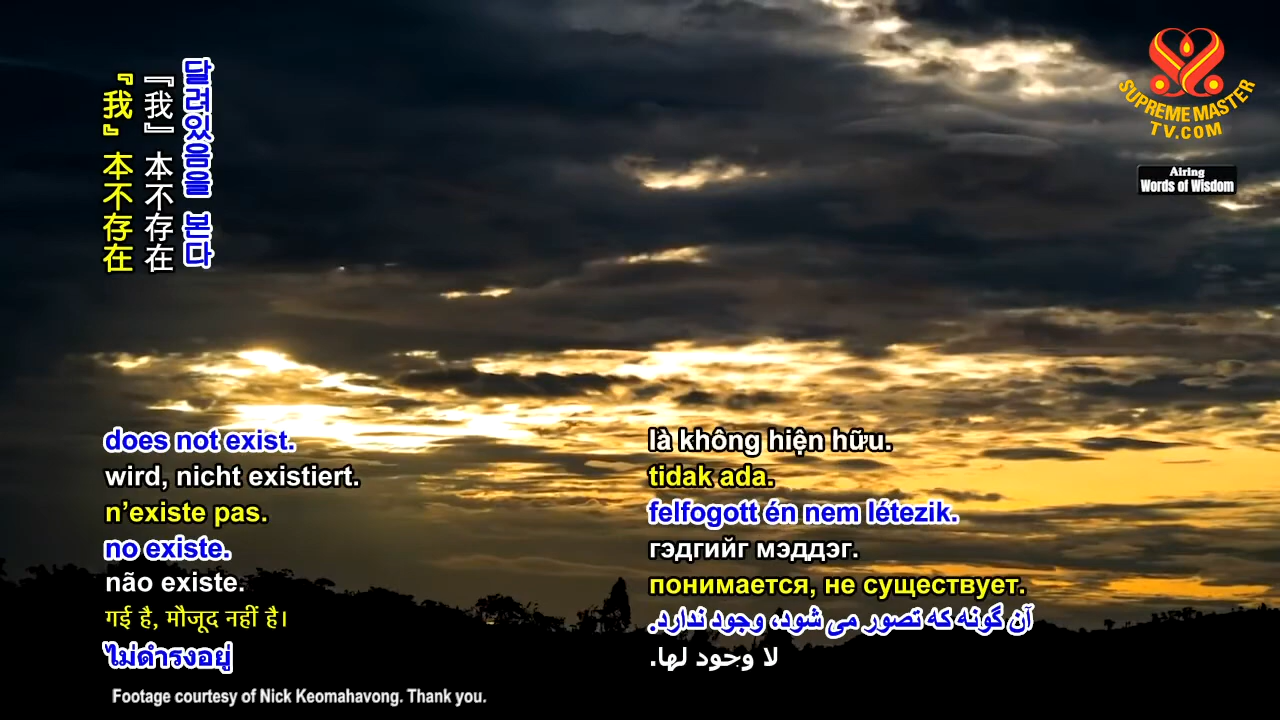 달려있음을 본다
『我』本不存在
『我』本不存在
SUPREME MASTER
TV.COM
Airing
Words of Wisdom
does not exist.
wird, nicht existiert.
n’existe pas.
no existe.
não existe.
गई है, मौजूद नहीं है।
ไม่ดำรงอยู่
là không hiện hữu.
tidak ada.
felfogott én nem létezik.
гэдгийг мэддэг.
понимается, не существует.
آن گونه که تصور می شود، وجود ندارد.
لا وجود لها.
Footage courtesy of Nick Keomahavong. Thank you.